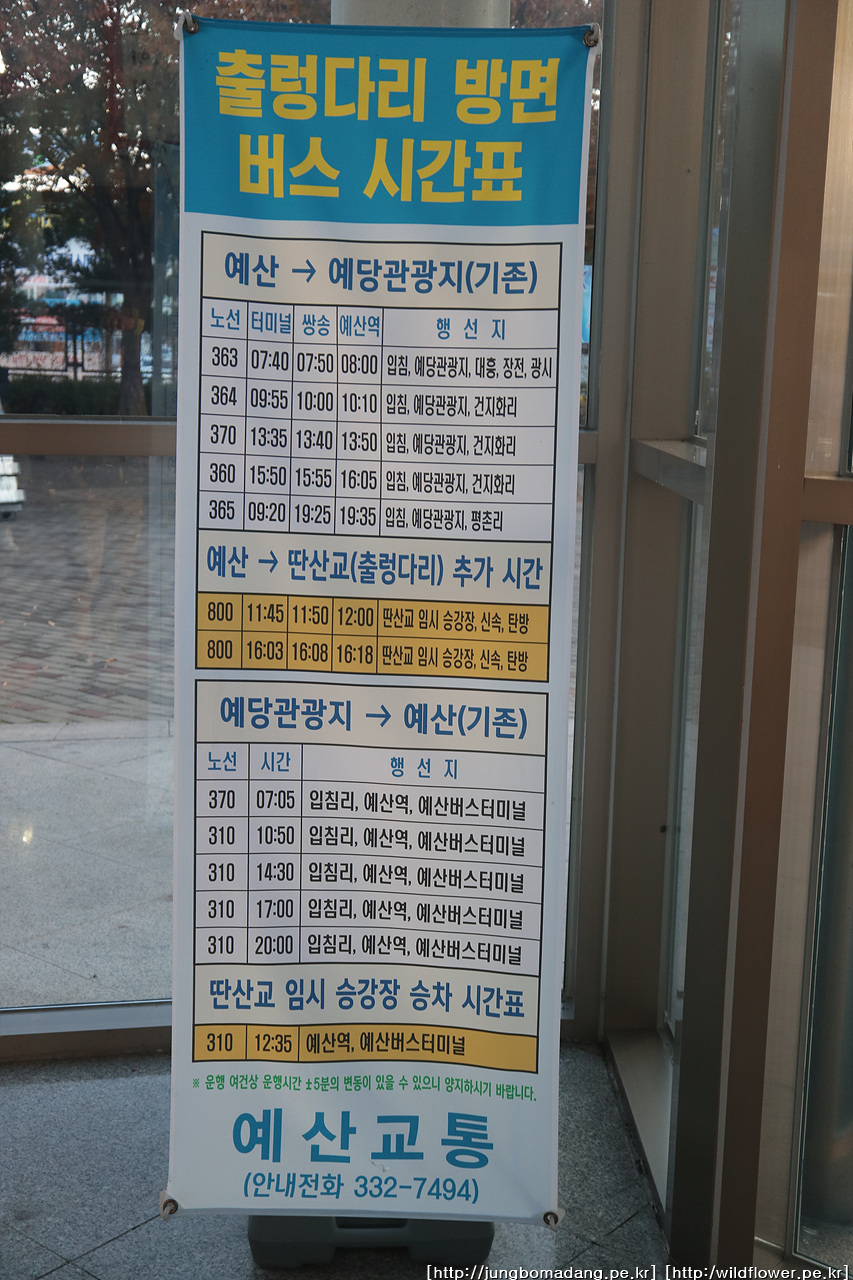 출렁다리 방면
버스 시간표
예산 → 예당관광지(기존)
노선 터미널 쌍송 예산역 행 선 지
363 07:40 07:50 08:00 입침, 예당관광지, 대흥, 장전, 광시
364 09:55 10:00 10:10 입침, 예당관광지, 건지화리
370 13:35 13:40 13:50 입침, 예당관광지, 건지화리
360 15:50 15:55 16:05 입침, 예당관광지, 건지화리
365 09:20 19:25 19:35 입침, 예당관광지, 평촌리
예산 → 딴산교(출렁다리) 추가 시간
800 11:45 11:50 12:00 딴산교 임시 승강장, 신속, 탄방
800 16:03 16:08 16:18 딴산교 임시 승강장, 신속, 탄방
예당관광지 → 예산(기존)
노선 시간 행 선 지
370 07:05 입침리, 예산역, 예산버스터미널
310 10:50 입침리, 예산역, 예산버스터미널
310 14:30 입침리, 예산역, 예산버스터미널
310 17:00 입침리, 예산역, 예산버스터미널
310 20:00 입침리, 예산역, 예산버스터미널
딴산교 임시 승강장 승차 시간표
310 12:35 예산역, 예산버스터미널
※ 운행 여건상 운행시간 ±5분의 변동이 있을 수 있으니 양지하시기 바랍니다.
예산교통
(안내전화 332-7494)
[http://jungbomadang.pe.kr] [http://wildflower.pe.kr]